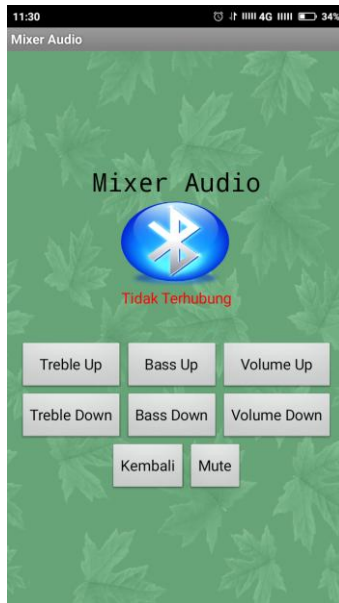 11:30 4G 34%
Mixer Audio
Mixer Audio
Tidak Terhubung
Treble Up Bass Up Volume Up
Treble Down Bass Down Volume Down
Kembali Mute